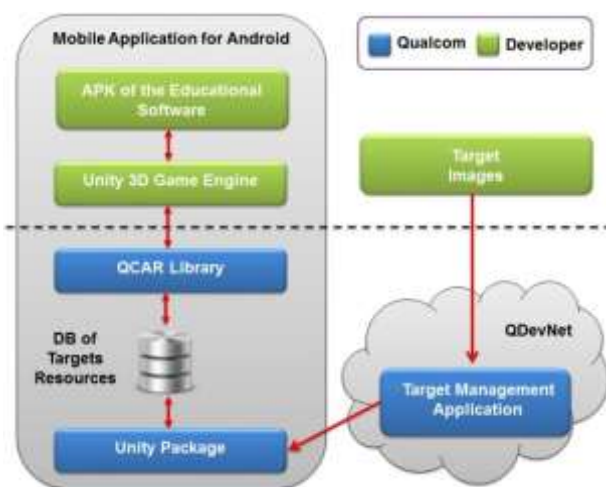 Mobile Application for Android
Qualcom
Developer
APK of the Educational
Software
Unity 3D Game Engine
Target
Images
QCAR Library
DB of
Targets
Resources
QDevNet
Target Management
Application
Unity Package